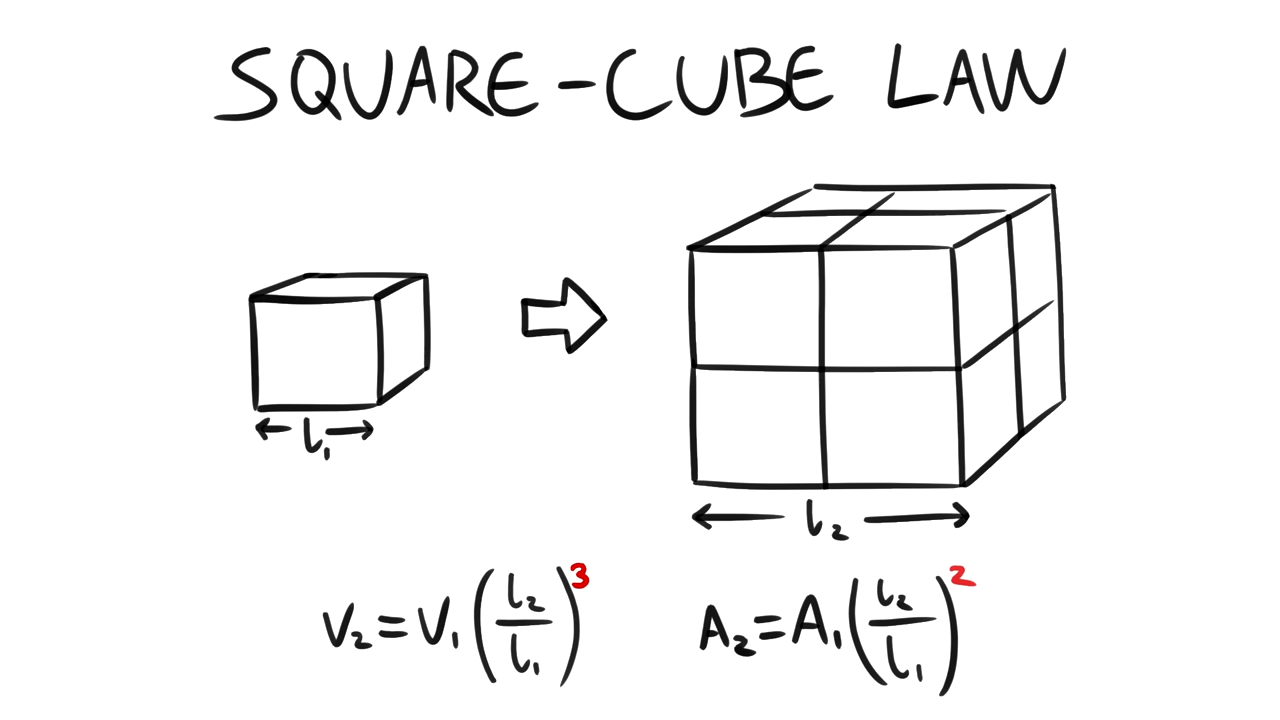 SQUARE-CUBE LAW
l₁
l₂
V₂=V₁(l₂/l₁)³
A₂=A₁(l₂/l₁)²